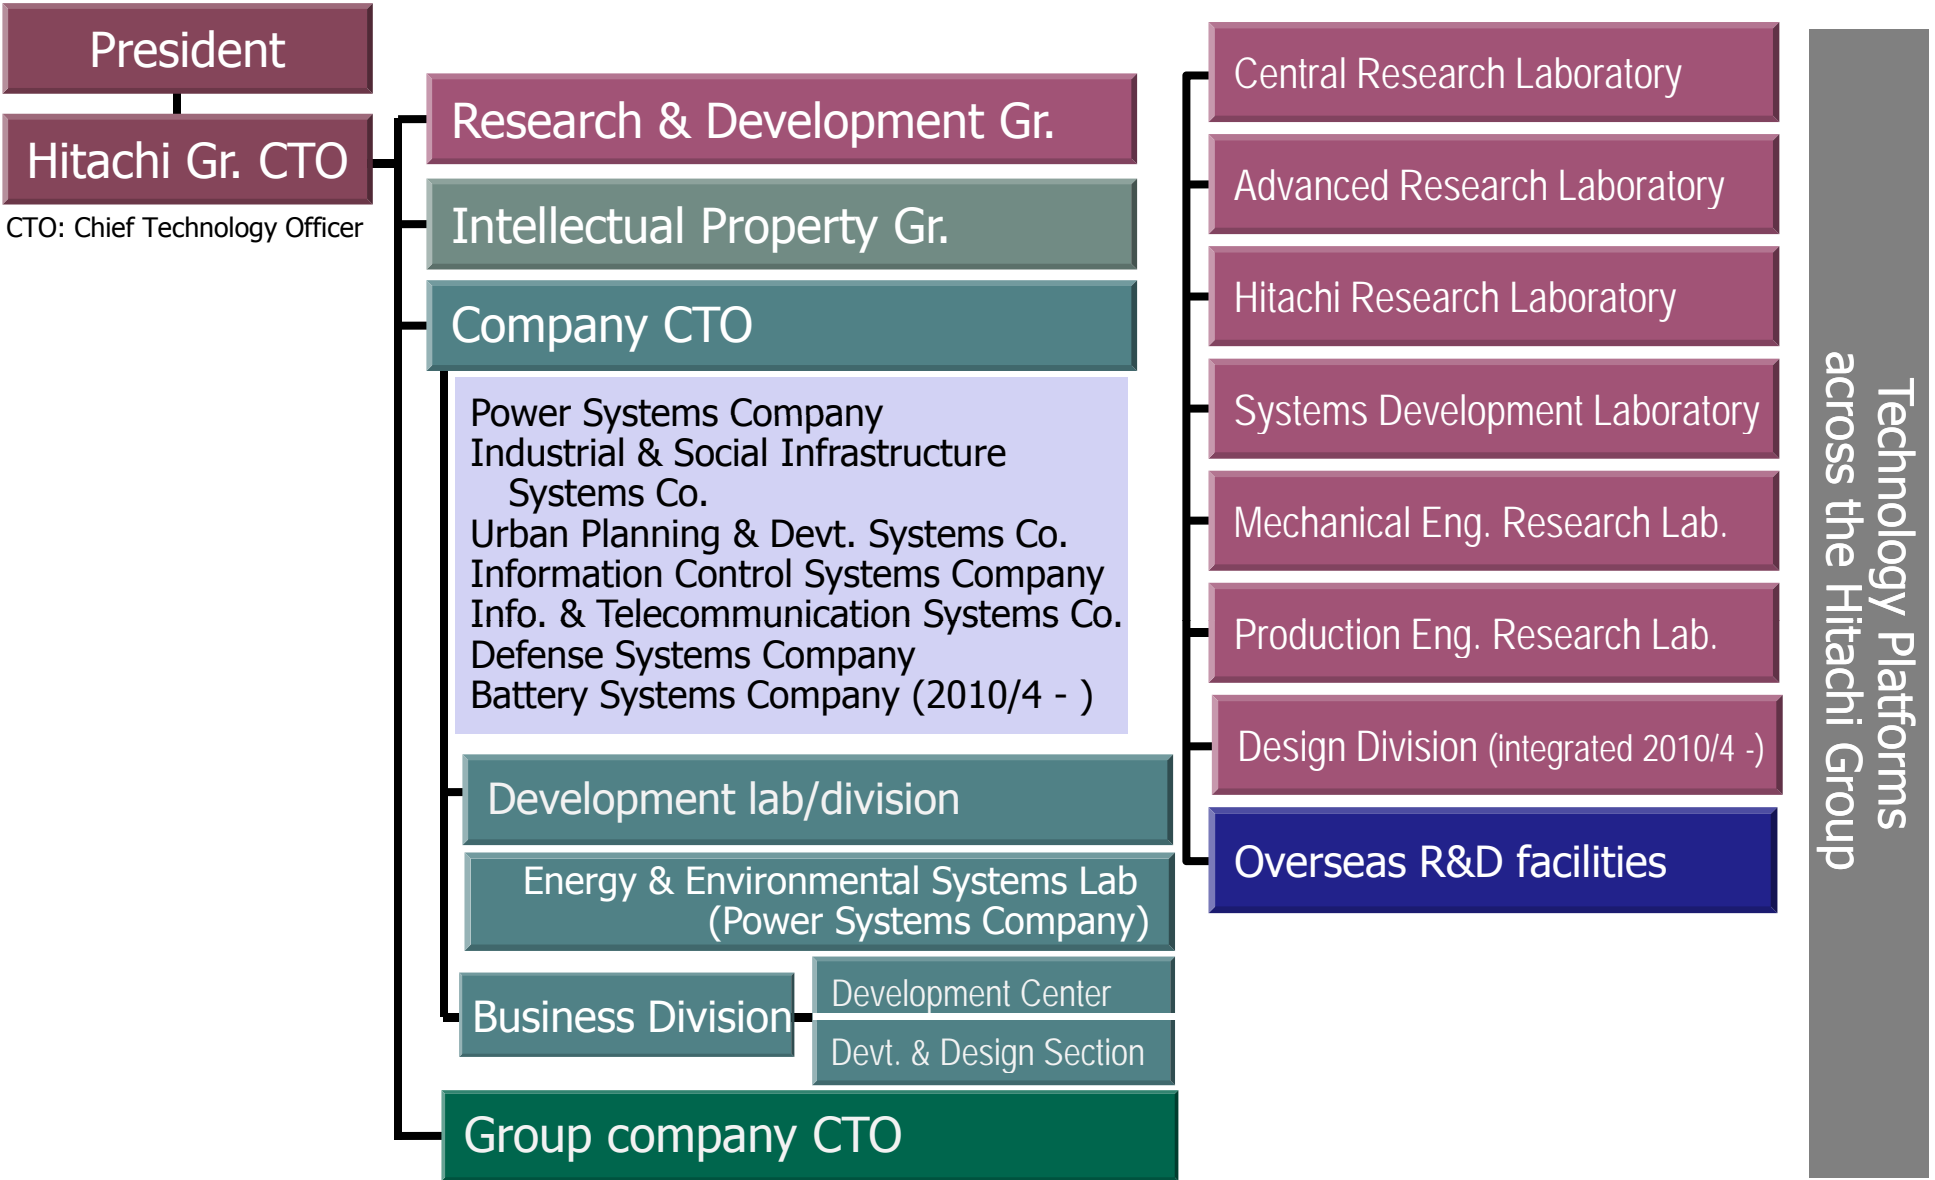 President
Hitachi Gr. CTO
CTO: Chief Technology Officer
Research & Development Gr.
Intellectual Property Gr.
Company CTO
Power Systems Company
Industrial & Social Infrastructure
Systems Co.
Urban Planning & Devt. Systems Co.
Information Control Systems Company
Info. & Telecommunication Systems Co.
Defense Systems Company
Battery Systems Company (2010/4 - )
Development lab/division
Energy & Environmental Systems Lab
(Power Systems Company)
Business Division
Development Center
Devt. & Design Section
Group company CTO
Central Research Laboratory
Advanced Research Laboratory
Hitachi Research Laboratory
Systems Development Laboratory
Mechanical Eng. Research Lab.
Production Eng. Research Lab.
Design Division (integrated 2010/4 -)
Overseas R&D facilities
Technology Platforms
across the Hitachi Group